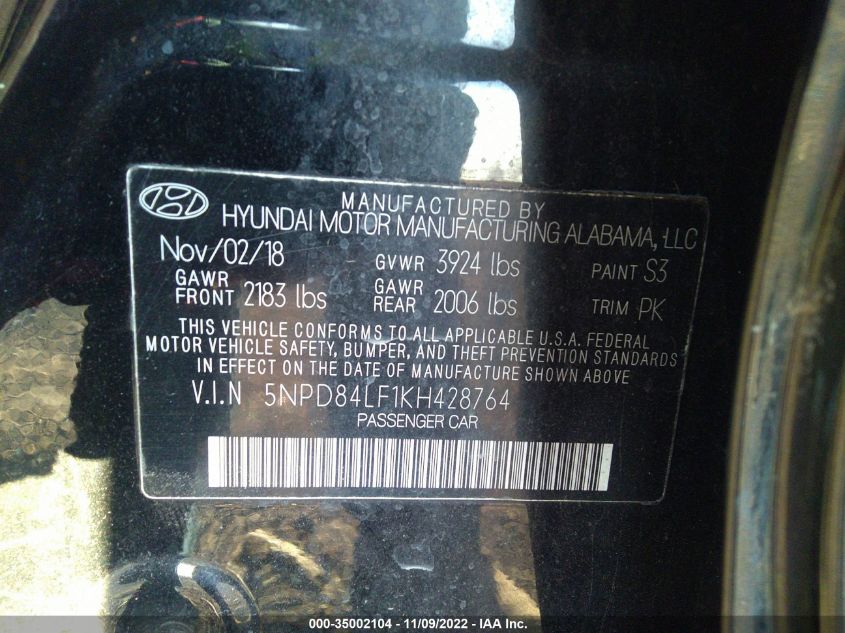 MANUFACTURED BY
HYUNDAI MOTOR MANUFACTURING ALABAMA, LLC
Nov/02/18 GVWR 3924 lbs PAINT S3
GAWR FRONT 2183 lbs GAWR REAR 2006 lbs TRIM PK
THIS VEHICLE CONFORMS TO ALL APPLICABLE U.S.A. FEDERAL
MOTOR VEHICLE SAFETY, BUMPER, AND THEFT PREVENTION STANDARDS
IN EFFECT ON THE DATE OF MANUFACTURE SHOWN ABOVE
V.I.N 5NPD84LF1KH428764
PASSENGER CAR
000-35002104 - 11/09/2022 - IAA Inc.